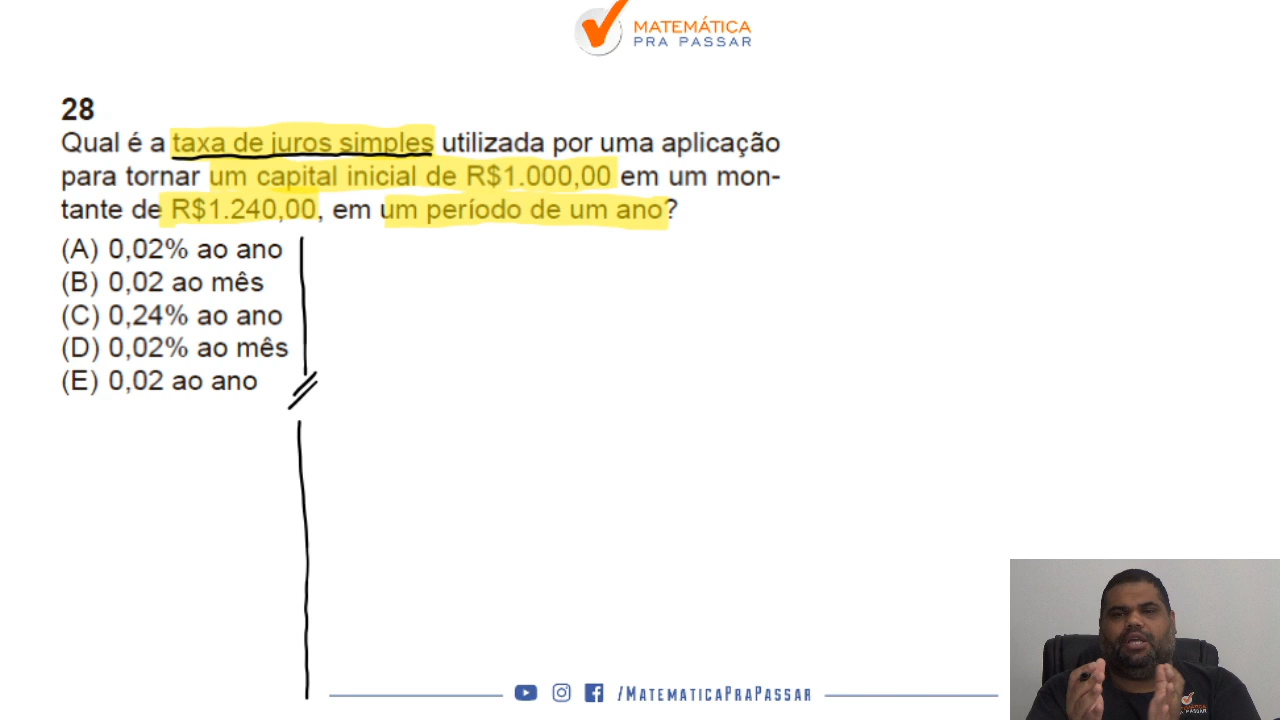 MATEMÁTICA
PRA PASSAR
28
Qual é a taxa de juros simples utilizada por uma aplicação
para tornar um capital inicial de R$1.000,00 em um mon-
tante de R$1.240,00, em um período de um ano?
(A) 0,02% ao ano
(B) 0,02 ao mês
(C) 0,24% ao ano
(D) 0,02% ao mês
(E) 0,02 ao ano
/MATEMATICAPRAPASSAR